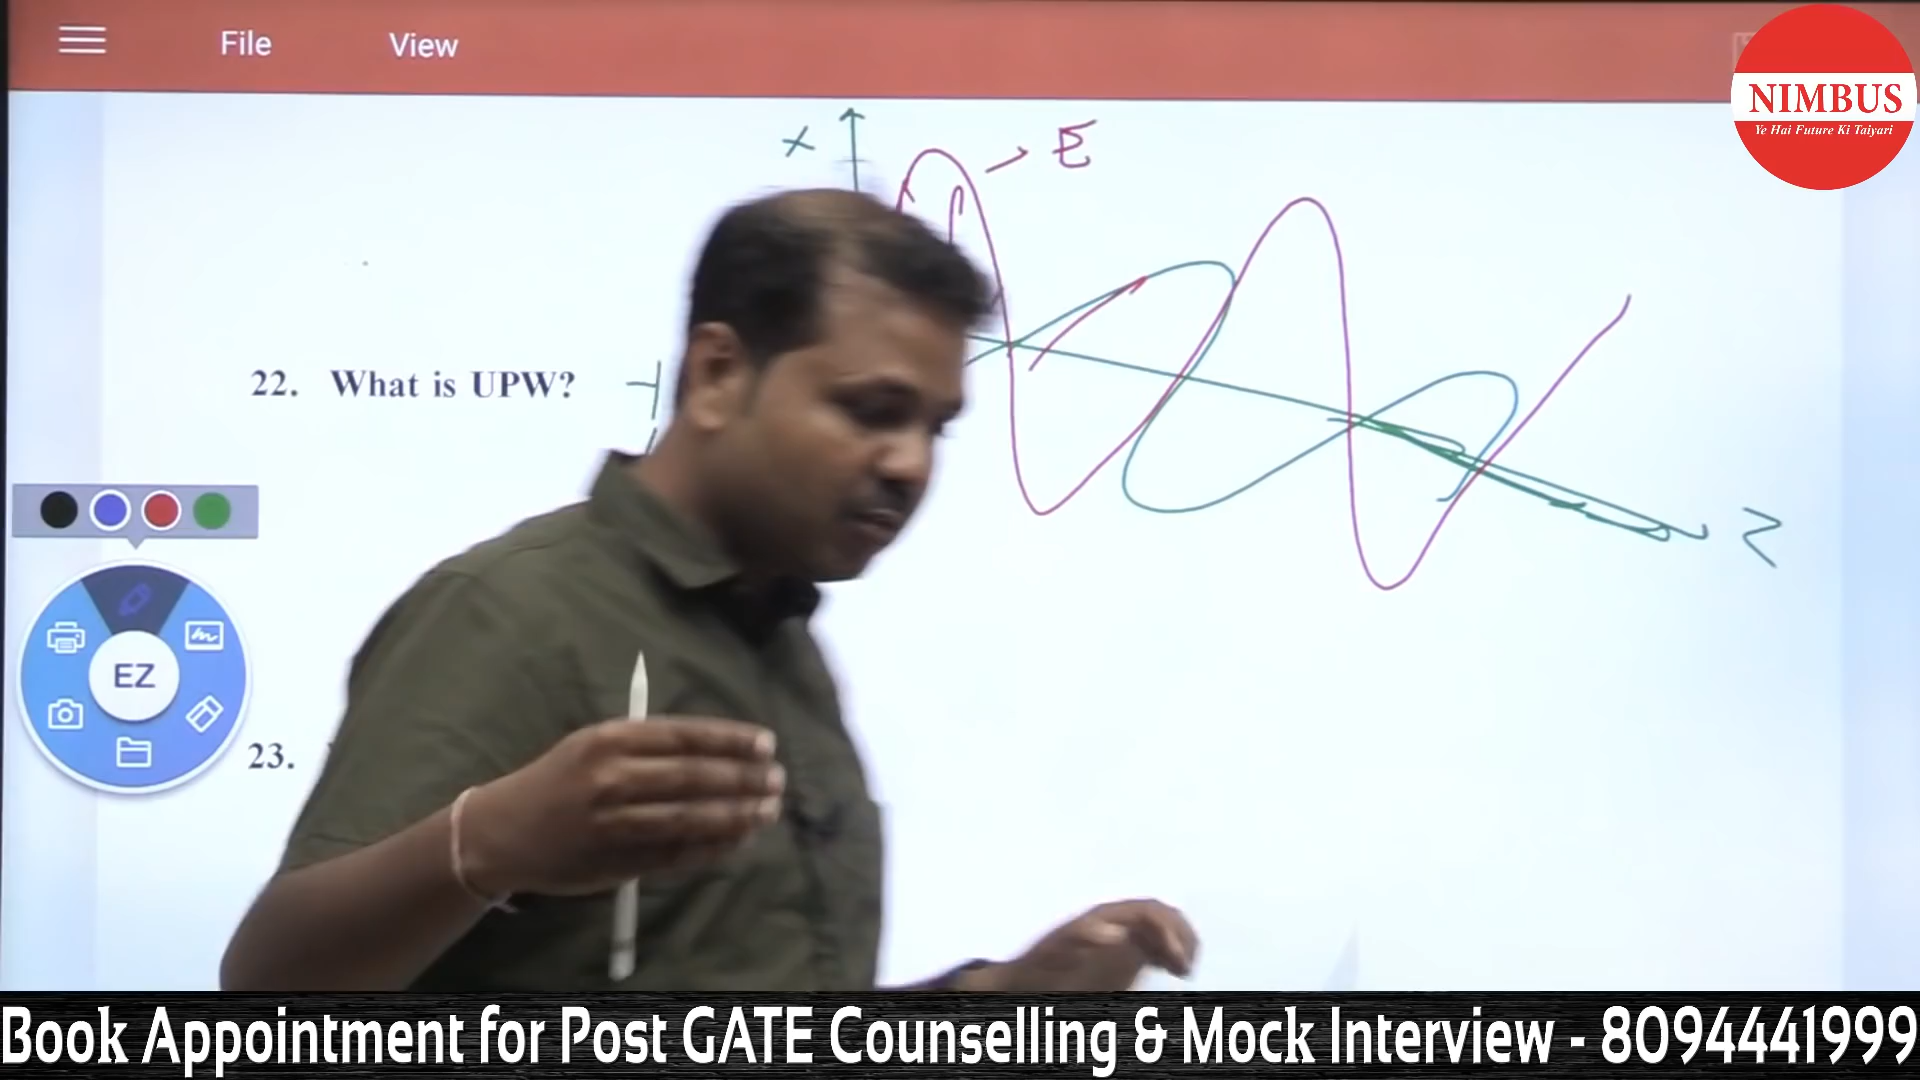 File View
NIMBUS
Ye Hai Future Ki Taiyari
x
E
22. What is UPW?
Z
EZ
23.
Book Appointment for Post GATE Counselling & Mock Interview - 8094441999